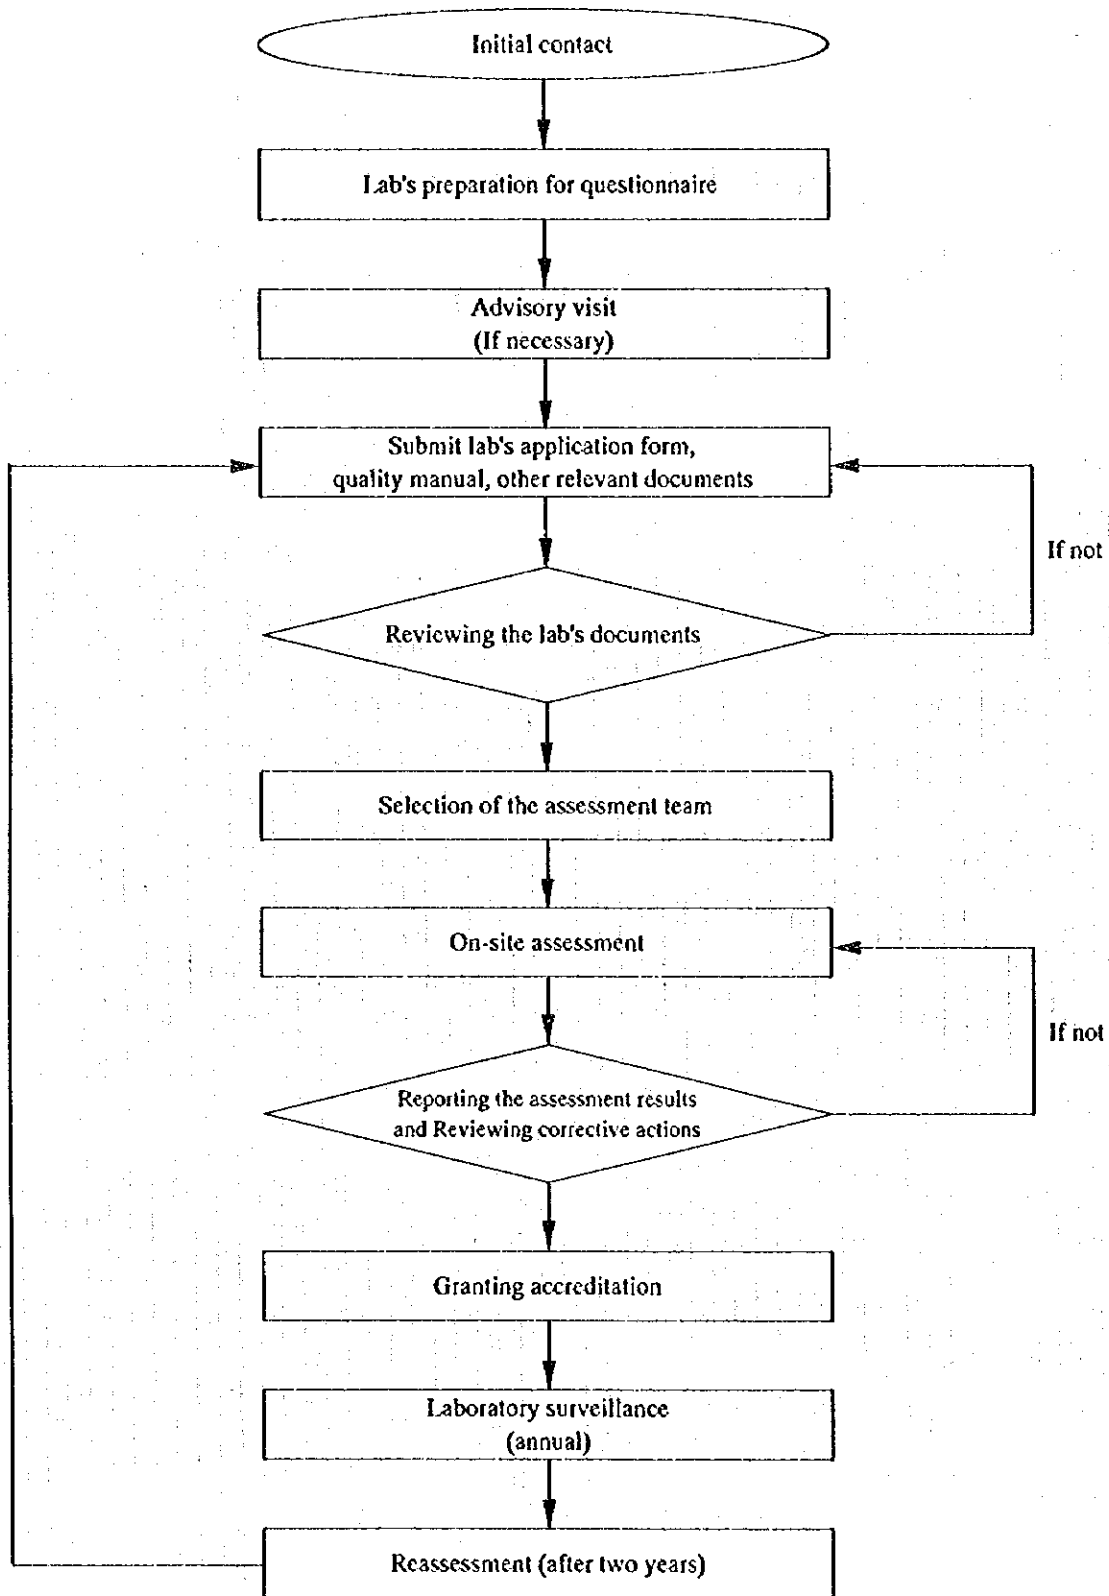 Initial contact
Lab's preparation for questionnaire
Advisory visit
(If necessary)
Submit lab's application form,
quality manual, other relevant documents
If not
Reviewing the lab's documents
Selection of the assessment team
On-site assessment
If not
Reporting the assessment results
and Reviewing corrective actions
Granting accreditation
Laboratory surveillance
(annual)
Reassessment (after two years)